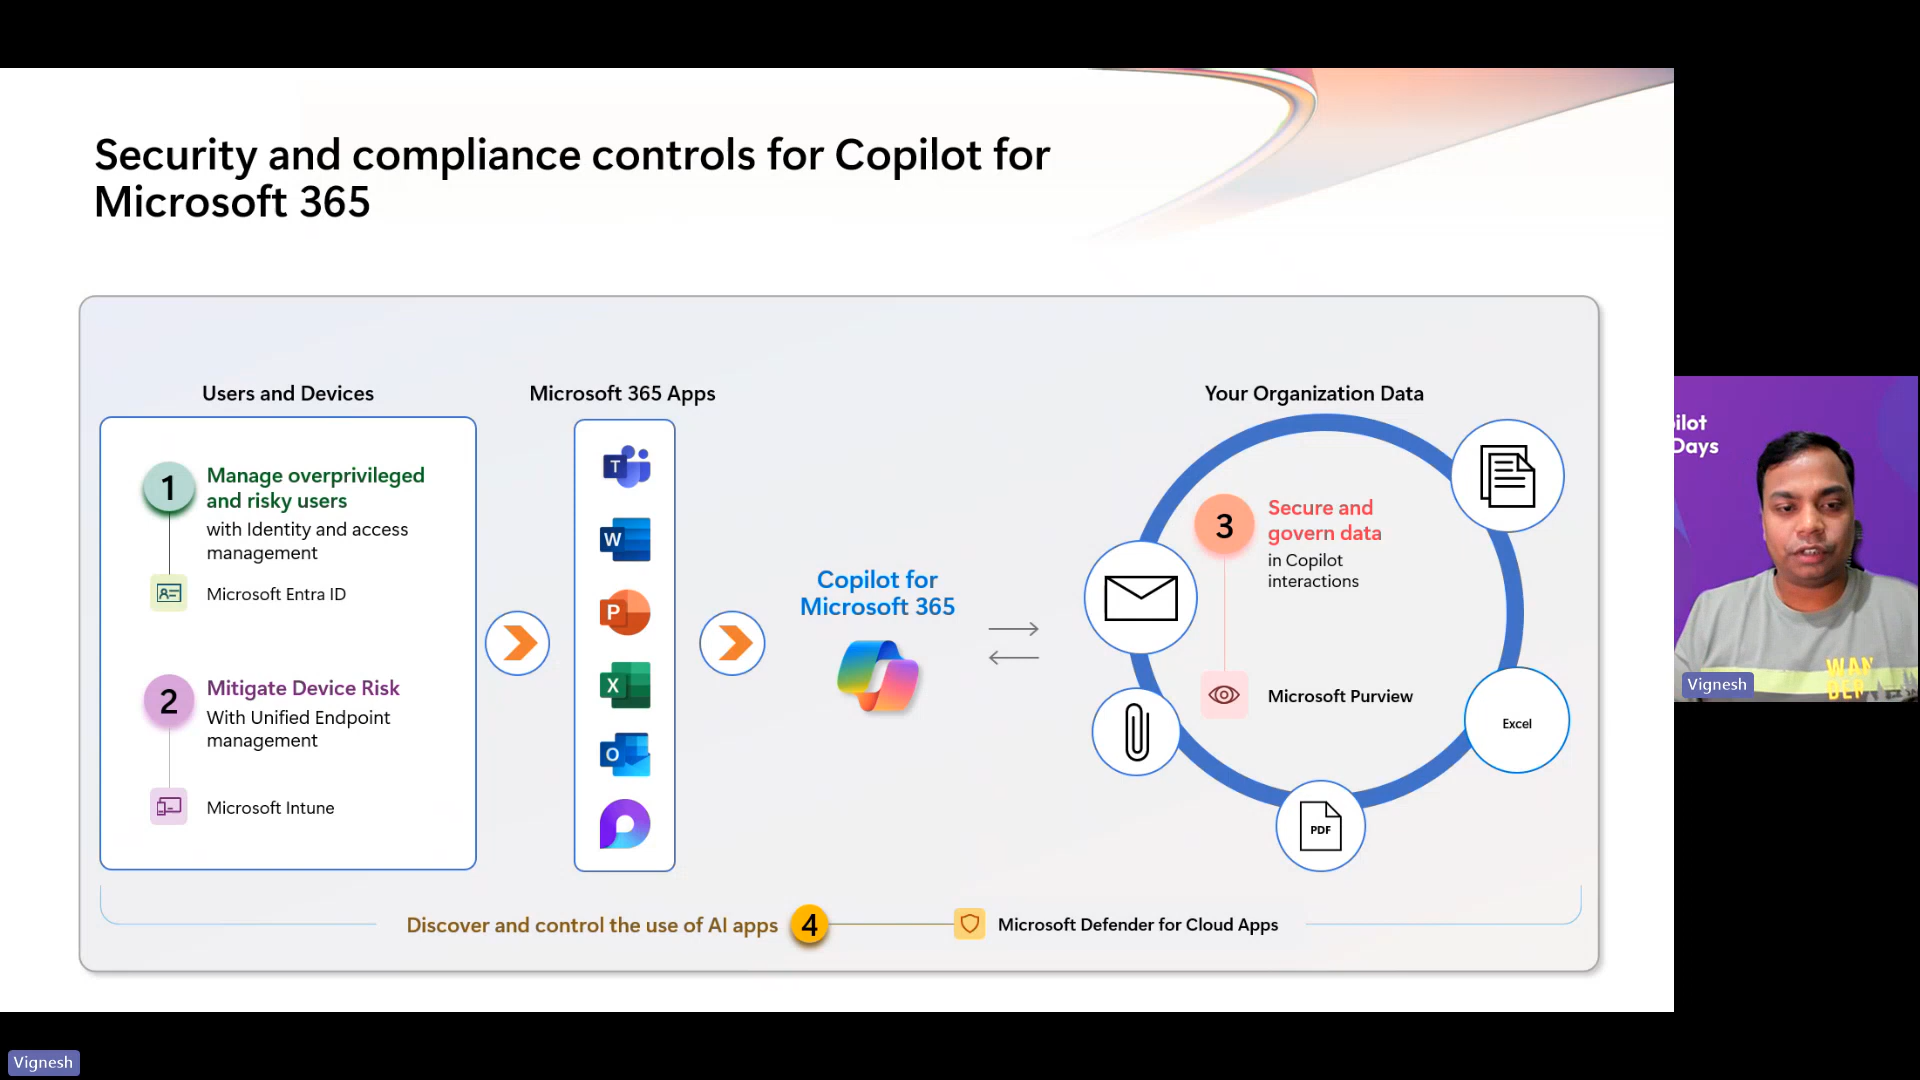 Security and compliance controls for Copilot for
Microsoft 365
Users and Devices
1
Manage overprivileged
and risky users
with Identity and access
management
Microsoft Entra ID
2
Mitigate Device Risk
With Unified Endpoint
management
Microsoft Intune
Microsoft 365 Apps
T
W
P
X
O
Copilot for
Microsoft 365
Your Organization Data
3
Secure and
govern data
in Copilot
interactions
Microsoft Purview
Excel
PDF
Discover and control the use of AI apps
4
Microsoft Defender for Cloud Apps
ilot
Days
WAN
DER
Vignesh
Vignesh